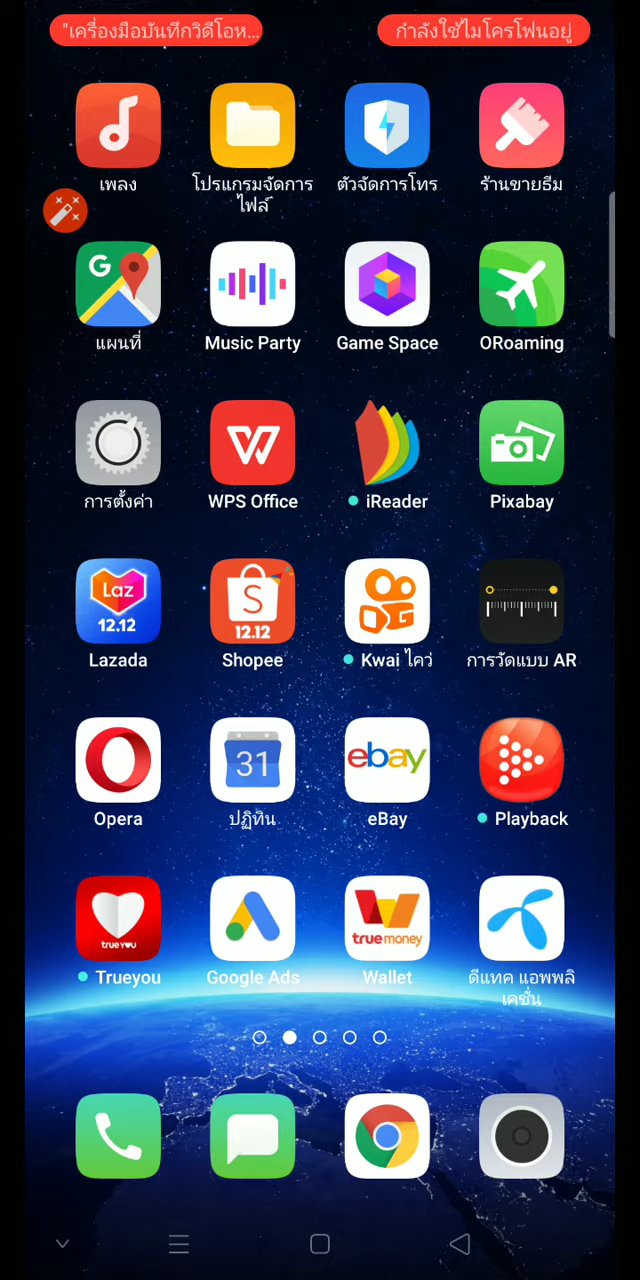 "เครื่องมือบันทึกวิดีโอห...
กำลังใช้ไมโครโฟนอยู่
เพลง
โปรแกรมจัดการ
ไฟล์
ตัวจัดการโทร
ร้านขายธีม
G
แผนที่
Music Party
Game Space
ORoaming
การตั้งค่า
W
WPS Office
iReader
Pixabay
Laz
12.12
Lazada
S
12.12
Shopee
Kwai ไคว่
การวัดแบบ AR
Opera
31
ปฏิทิน
ebay
eBay
Playback
trueyou
Trueyou
Google Ads
truemoney
Wallet
ดีแทค แอพพลิ
เคชั่น